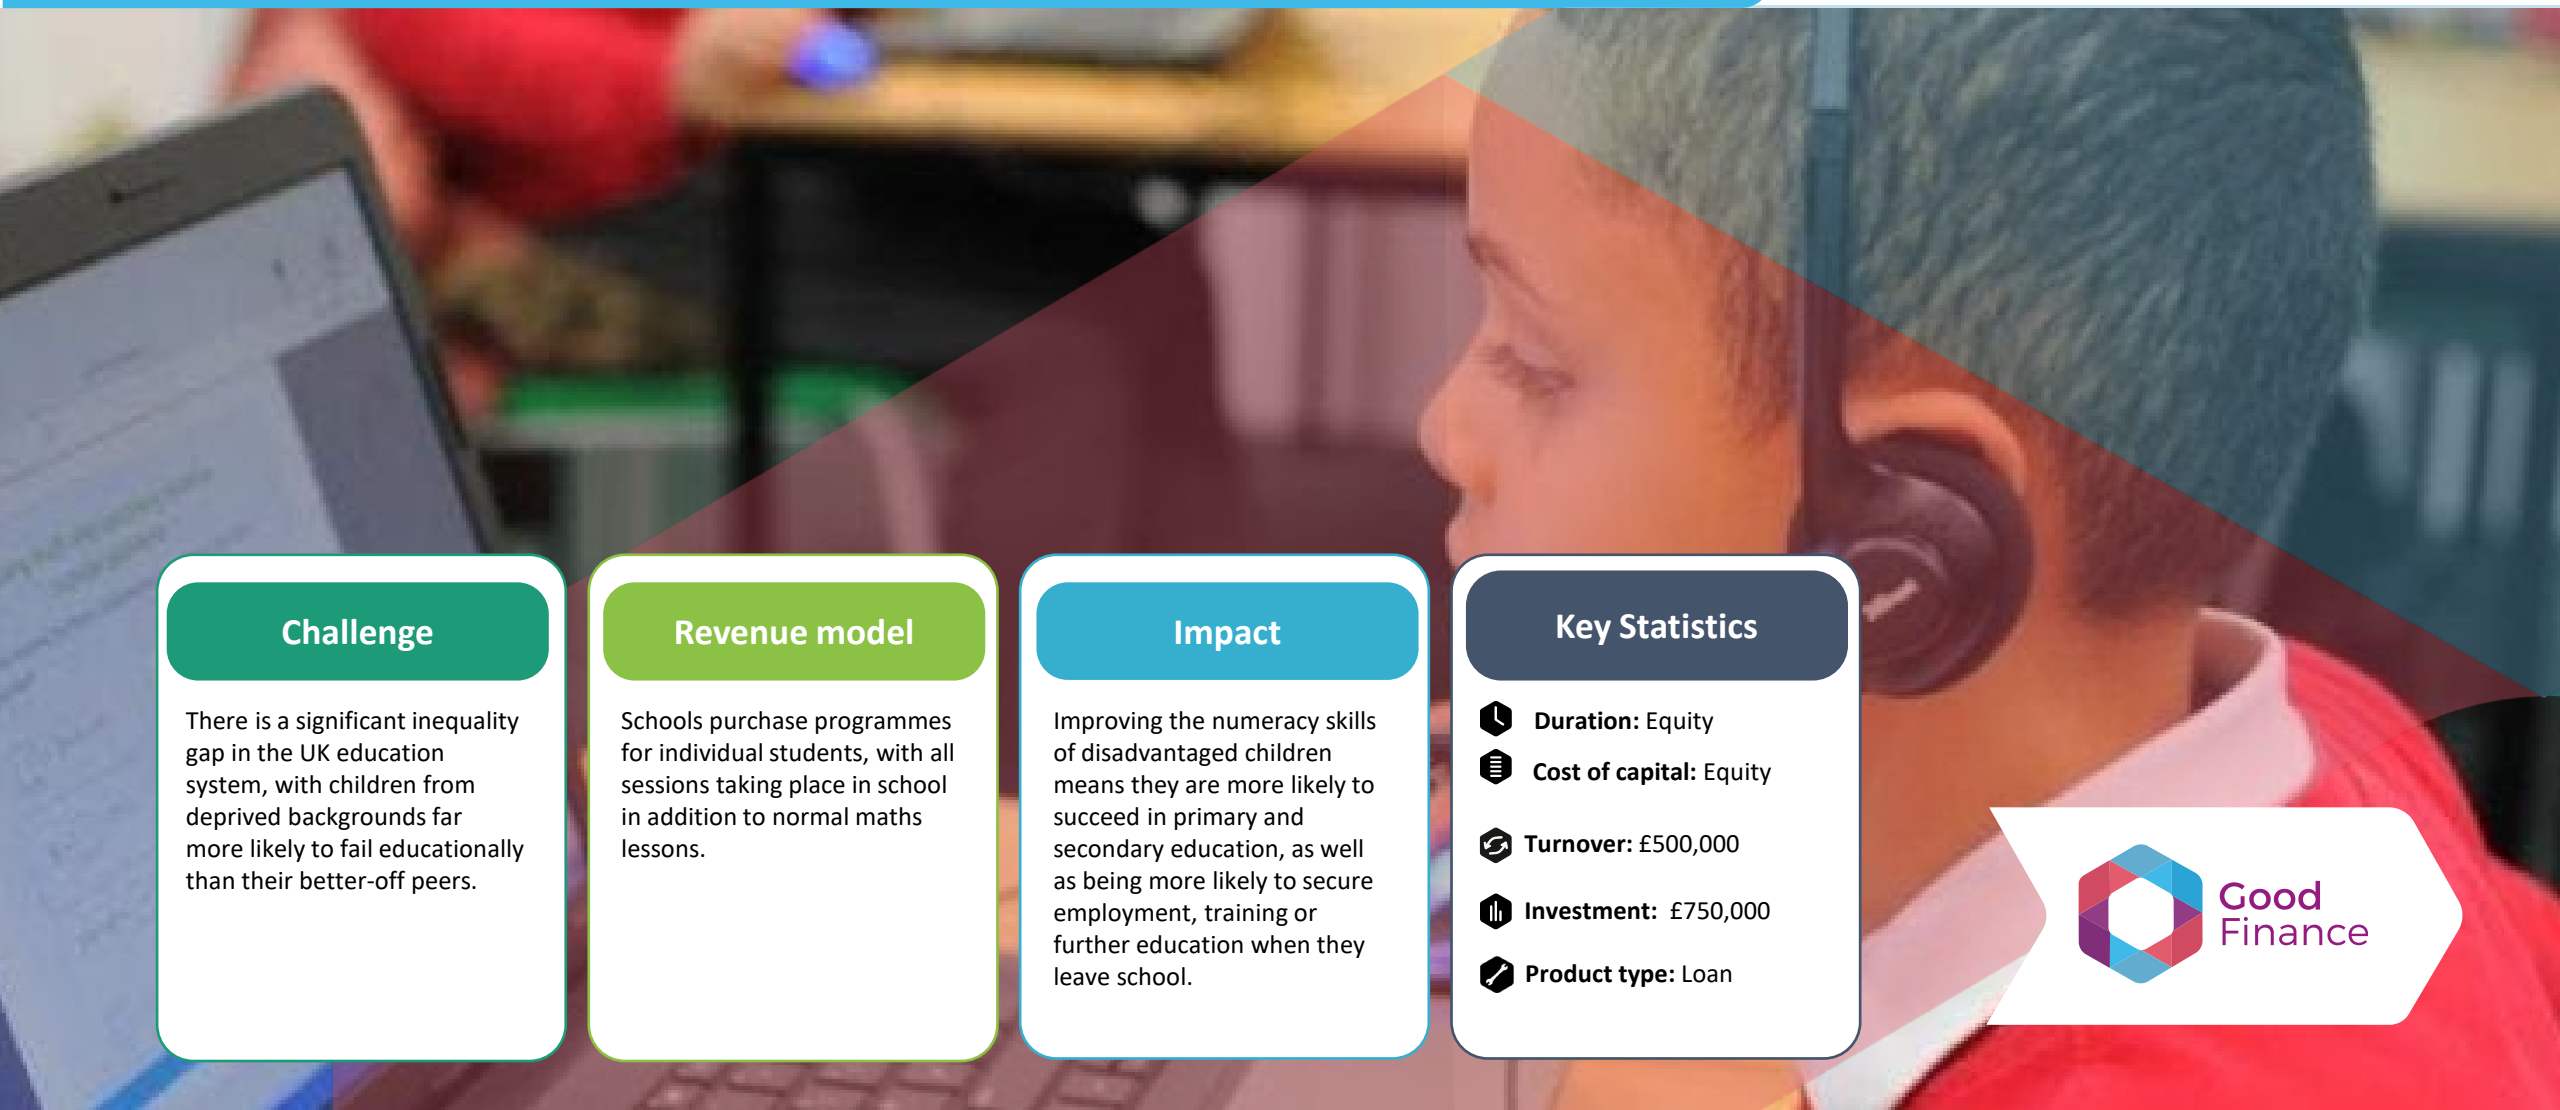 Challenge
There is a significant inequality
gap in the UK education
system, with children from
deprived backgrounds far
more likely to fail educationally
than their better-off peers.
Revenue model
Schools purchase programmes
for individual students, with all
sessions taking place in school
in addition to normal maths
lessons.
Impact
Improving the numeracy skills
of disadvantaged children
means they are more likely to
succeed in primary and
secondary education, as well
as being more likely to secure
employment, training or
further education when they
leave school.
Key Statistics
Duration: Equity
Cost of capital: Equity
Turnover: £500,000
Investment: £750,000
Product type: Loan
Good
Finance